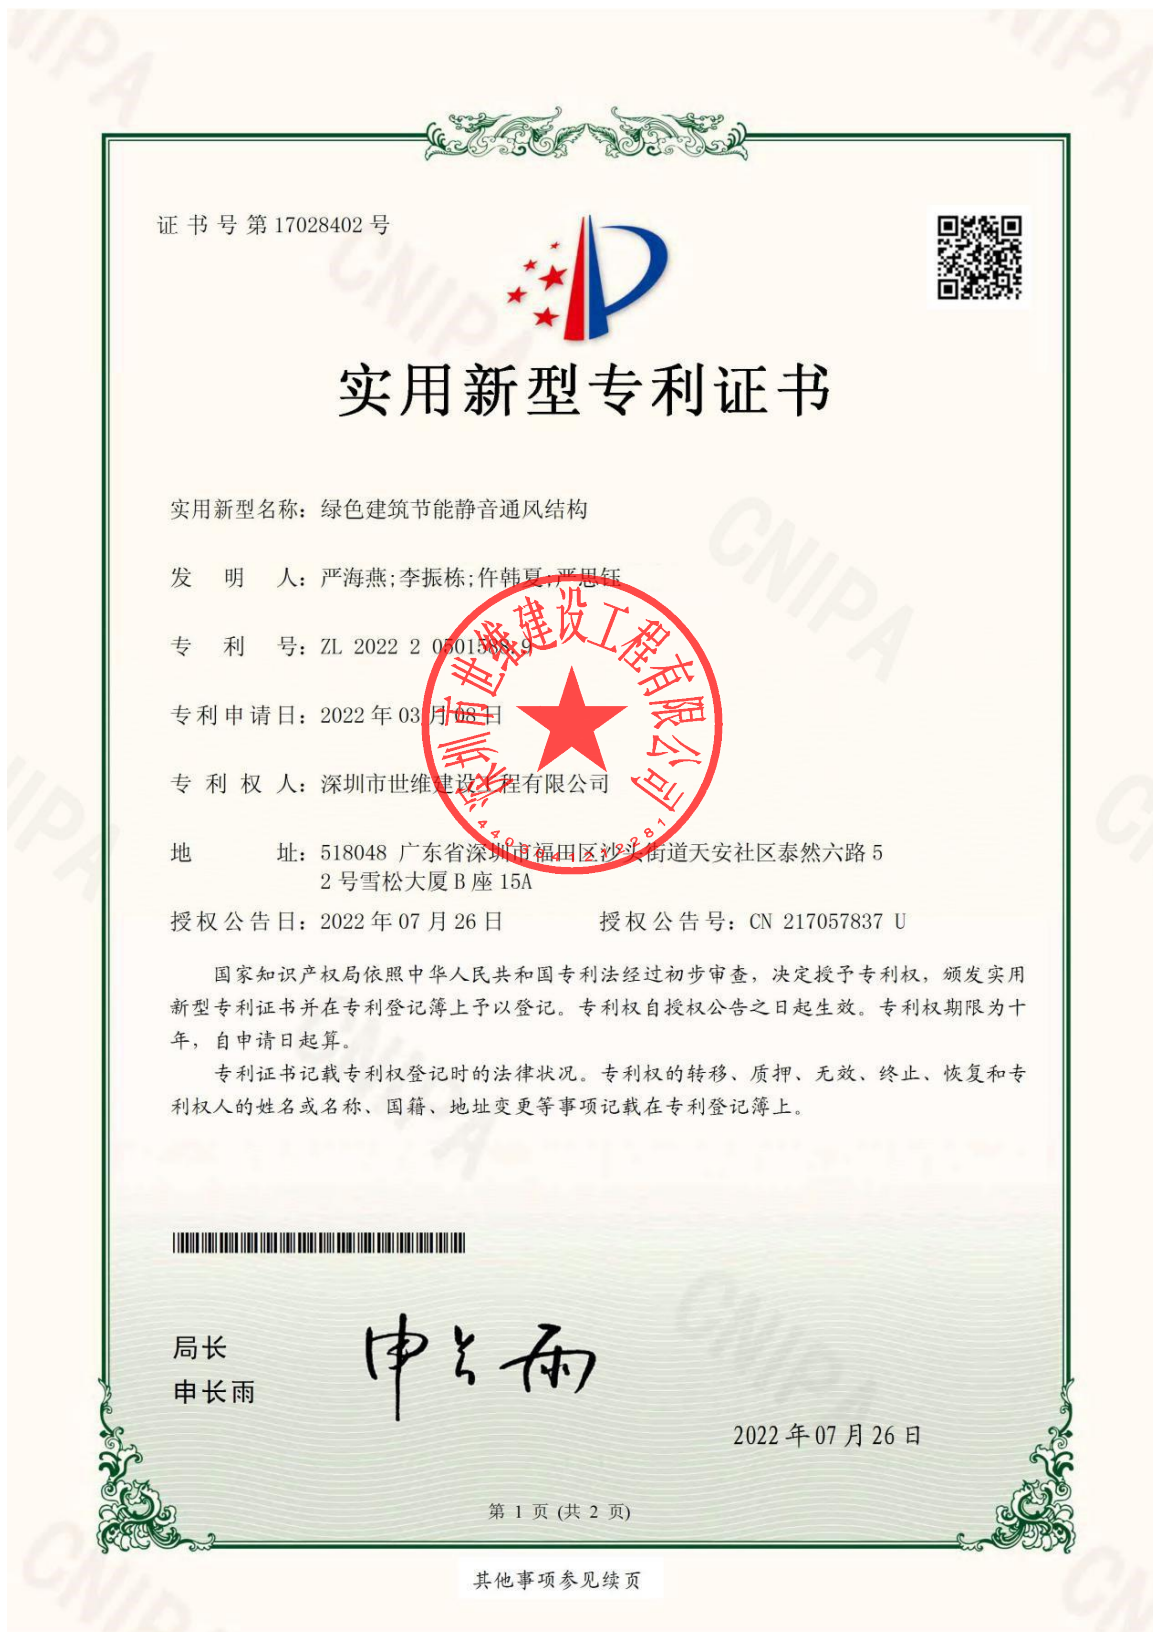 证书号第17028402号
实用新型专利证书
实用新型名称：绿色建筑节能静音通风结构
发明人：严海燕;李振栋;仵韩夏;严思钰
专利号：ZL 2022 2 0501588.9
专利申请日：2022年03月08日
专利权人：深圳市世维建设工程有限公司
地址：518048 广东省深圳市福田区沙头街道天安社区泰然六路5
2号雪松大厦B座15A
授权公告日：2022年07月26日 授权公告号：CN 217057837 U
国家知识产权局依照中华人民共和国专利法经过初步审查，决定授予专利权，颁发实用
新型专利证书并在专利登记簿上予以登记。专利权自授权公告之日起生效。专利权期限为十
年，自申请日起算。
专利证书记载专利权登记时的法律状况。专利权的转移、质押、无效、终止、恢复和专
利权人的姓名或名称、国籍、地址变更等事项记载在专利登记簿上。
深圳市世维建设工程有限公司
局长
申长雨
申长雨
2022年07月26日
第 1 页 (共 2 页)
其他事项参见续页
CNIPA
CNIPA
CNIPA
CNIPA
CNIPA